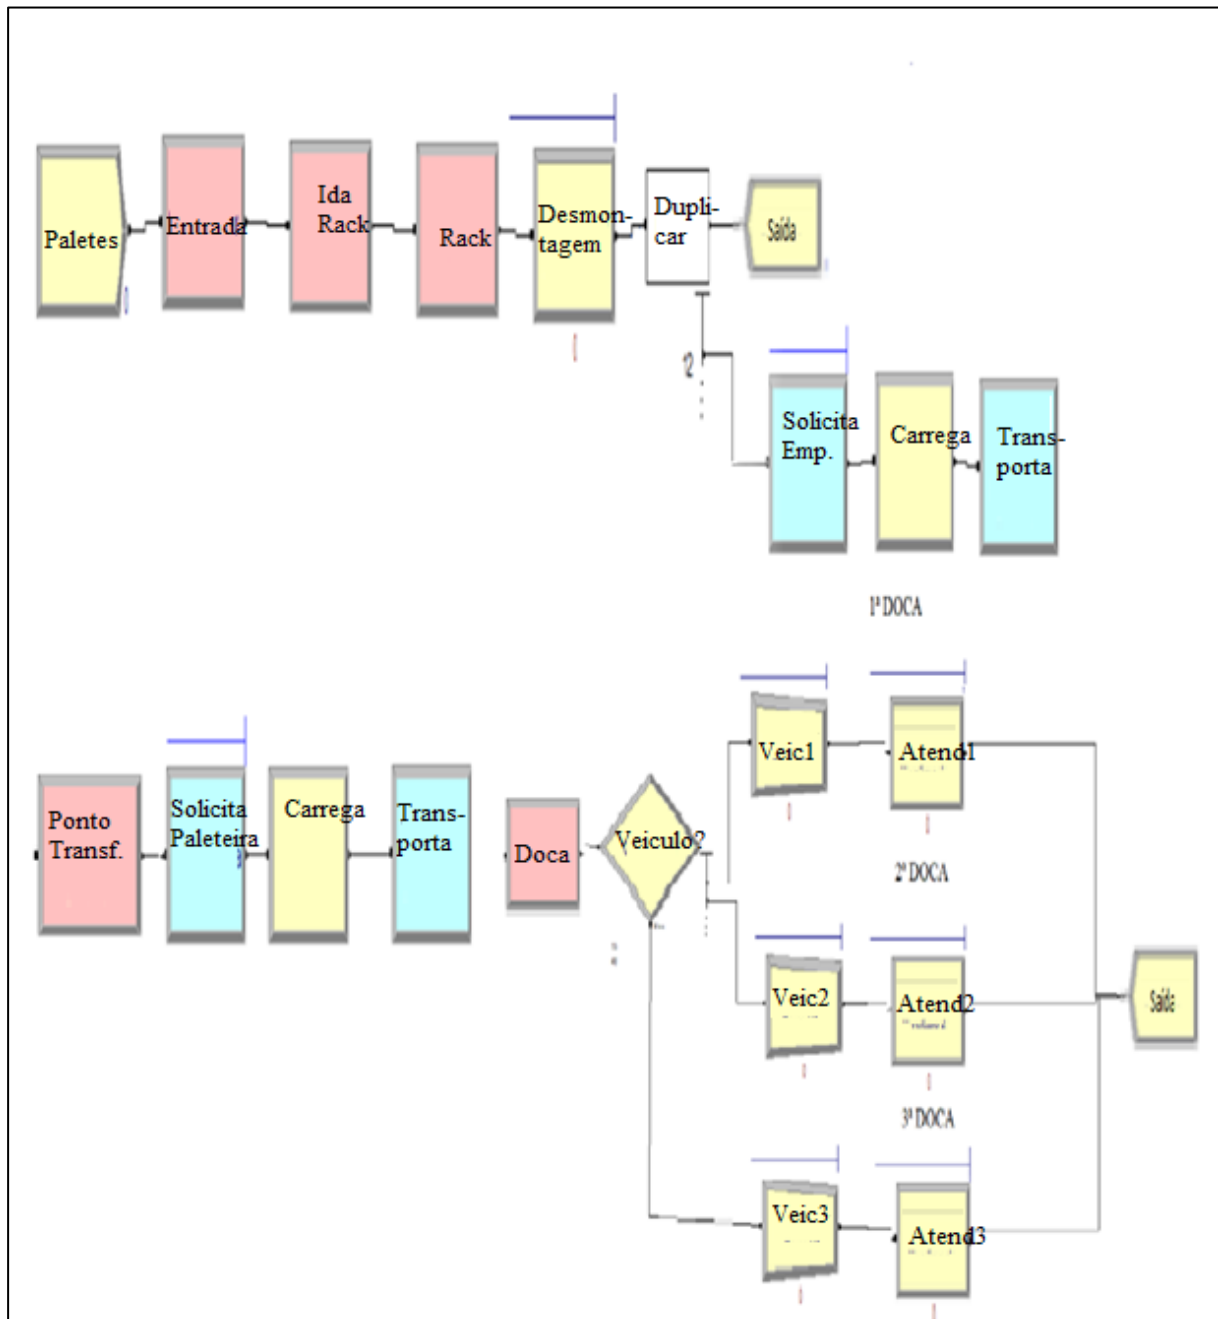 Paletes
Entrada
Ida
Rack
Rack
Desmon-
tagem
Dupli-
car
Saída
12
Solicita
Emp.
Carrega
Trans-
porta
1ª DOCA
Ponto
Transf.
Solicita
Paleteira
Carrega
Trans-
porta
Doca
Veiculo?
Veic1
Atend1
2ª DOCA
Veic2
Atend2
Saída
3ª DOCA
Veic3
Atend3